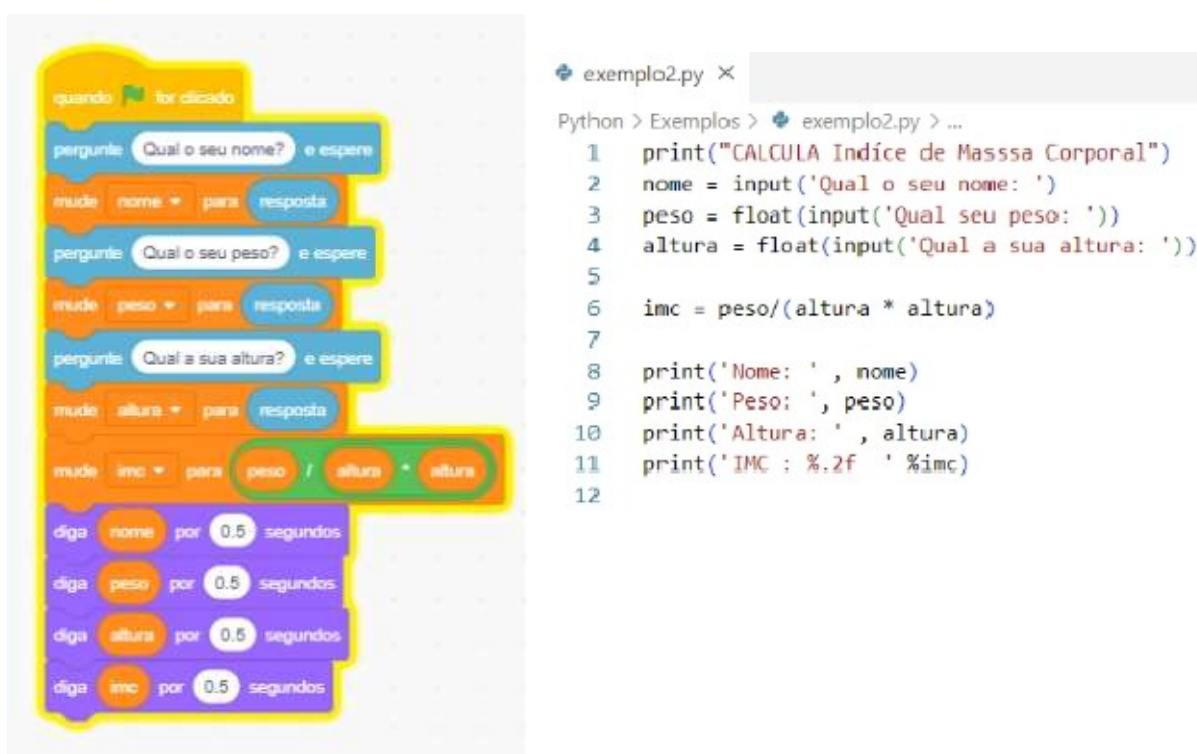 quando for clicado
pergunte Qual o seu nome? e espere
mude nome para resposta
pergunte Qual o seu peso? e espere
mude peso para resposta
pergunte Qual a sua altura? e espere
mude altura para resposta
mude imc para peso / altura * altura
diga nome por 0.5 segundos
diga peso por 0.5 segundos
diga altura por 0.5 segundos
diga imc por 0.5 segundos
exemplo2.py ×
Python > Exemplos > exemplo2.py > ...
1 print("CALCULA Indíce de Masssa Corporal")
2 nome = input('Qual o seu nome: ')
3 peso = float(input('Qual seu peso: '))
4 altura = float(input('Qual a sua altura: '))
5
6 imc = peso/(altura * altura)
7
8 print('Nome: ' , nome)
9 print('Peso: ', peso)
10 print('Altura: ' , altura)
11 print('IMC : %.2f  ' %imc)
12